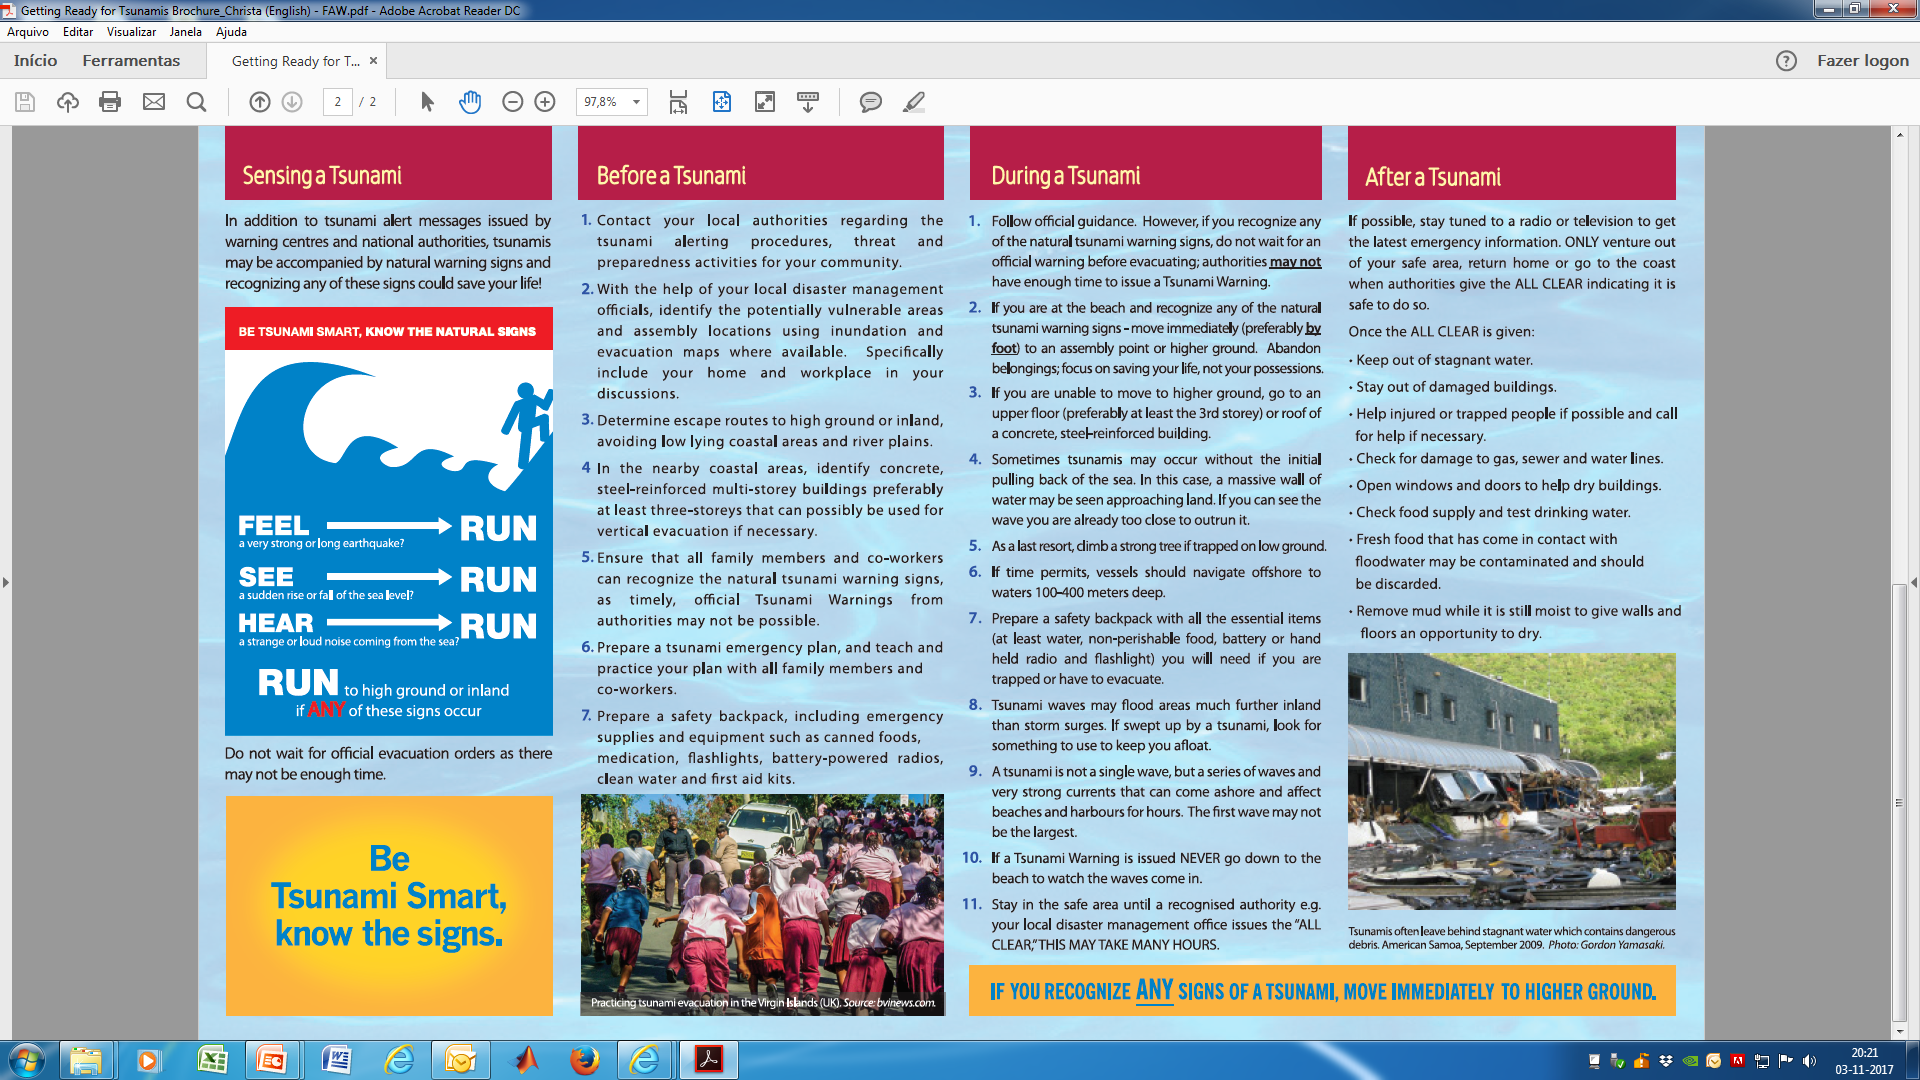 Getting Ready for Tsunamis Brochure_Christa (English) - FAW.pdf - Adobe Acrobat Reader DC
Arquivo Editar Visualizar Janela Ajuda
Início Ferramentas Getting Ready for T... × Fazer logon
2 / 2 97,8%
Sensing a Tsunami
In addition to tsunami alert messages issued by
warning centres and national authorities, tsunamis
may be accompanied by natural warning signs and
recognizing any of these signs could save your life!
BE TSUNAMI SMART, KNOW THE NATURAL SIGNS
FEEL RUN
a very strong or long earthquake?
SEE RUN
a sudden rise or fall of the sea level?
HEAR RUN
a strange or loud noise coming from the sea?
RUN to high ground or inland
if ANY of these signs occur
Do not wait for official evacuation orders as there
may not be enough time.
Be
Tsunami Smart,
know the signs.
Before a Tsunami
1. Contact your local authorities regarding the
tsunami alerting procedures, threat and
preparedness activities for your community.
2. With the help of your local disaster management
officials, identify the potentially vulnerable areas
and assembly locations using inundation and
evacuation maps where available. Specifically
include your home and workplace in your
discussions.
3. Determine escape routes to high ground or inland,
avoiding low lying coastal areas and river plains.
4 In the nearby coastal areas, identify concrete,
steel-reinforced multi-storey buildings preferably
at least three-storeys that can possibly be used for
vertical evacuation if necessary.
5. Ensure that all family members and co-workers
can recognize the natural tsunami warning signs,
as timely, official Tsunami Warnings from
authorities may not be possible.
6. Prepare a tsunami emergency plan, and teach and
practice your plan with all family members and
co-workers.
7. Prepare a safety backpack, including emergency
supplies and equipment such as canned foods,
medication, flashlights, battery-powered radios,
clean water and first aid kits.
Practicing tsunami evacuation in the Virgin Islands (UK). Source: bvinews.com.
During a Tsunami
1. Follow official guidance. However, if you recognize any
of the natural tsunami warning signs, do not wait for an
official warning before evacuating; authorities may not
have enough time to issue a Tsunami Warning.
2. If you are at the beach and recognize any of the natural
tsunami warning signs - move immediately (preferably by
foot) to an assembly point or higher ground. Abandon
belongings; focus on saving your life, not your possessions.
3. If you are unable to move to higher ground, go to an
upper floor (preferably at least the 3rd storey) or roof of
a concrete, steel-reinforced building.
4. Sometimes tsunamis may occur without the initial
pulling back of the sea. In this case, a massive wall of
water may be seen approaching land. If you can see the
wave you are already too close to outrun it.
5. As a last resort, climb a strong tree if trapped on low ground.
6. If time permits, vessels should navigate offshore to
waters 100-400 meters deep.
7. Prepare a safety backpack with all the essential items
(at least water, non-perishable food, battery or hand
held radio and flashlight) you will need if you are
trapped or have to evacuate.
8. Tsunami waves may flood areas much further inland
than storm surges. If swept up by a tsunami, look for
something to use to keep you afloat.
9. A tsunami is not a single wave, but a series of waves and
very strong currents that can come ashore and affect
beaches and harbours for hours. The first wave may not
be the largest.
10. If a Tsunami Warning is issued NEVER go down to the
beach to watch the waves come in.
11. Stay in the safe area until a recognised authority e.g.
your local disaster management office issues the “ALL
CLEAR,” THIS MAY TAKE MANY HOURS.
After a Tsunami
If possible, stay tuned to a radio or television to get
the latest emergency information. ONLY venture out
of your safe area, return home or go to the coast
when authorities give the ALL CLEAR indicating it is
safe to do so.
Once the ALL CLEAR is given:
• Keep out of stagnant water.
• Stay out of damaged buildings.
• Help injured or trapped people if possible and call
for help if necessary.
• Check for damage to gas, sewer and water lines.
• Open windows and doors to help dry buildings.
• Check food supply and test drinking water.
• Fresh food that has come in contact with
floodwater may be contaminated and should
be discarded.
• Remove mud while it is still moist to give walls and
floors an opportunity to dry.
Tsunamis often leave behind stagnant water which contains dangerous
debris. American Samoa, September 2009. Photo: Gordon Yamasaki.
IF YOU RECOGNIZE ANY SIGNS OF A TSUNAMI, MOVE IMMEDIATELY TO HIGHER GROUND.
20:21
03-11-2017